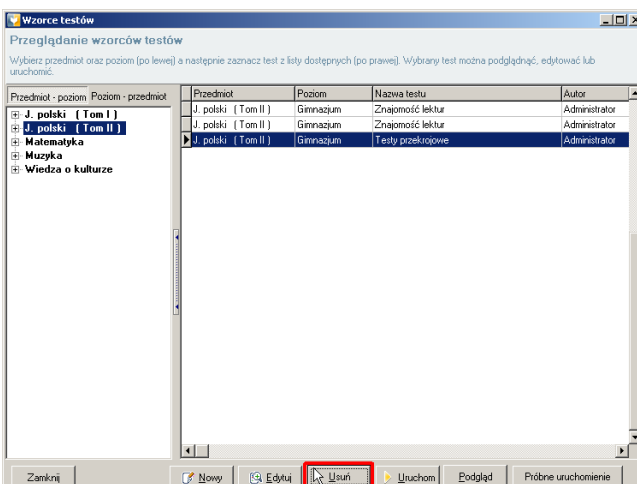 Wzorce testów
Przeglądanie wzorców testów
Wybierz przedmiot oraz poziom (po lewej) a następnie zaznacz test z listy dostępnych (po prawej). Wybrany test można podglądnąć, edytować lub
uruchomić.
Przedmiot - poziom Poziom - przedmiot
J. polski ( Tom I )
J. polski ( Tom II )
Matematyka
Muzyka
Wiedza o kulturze
Przedmiot Poziom Nazwa testu Autor
J. polski ( Tom II ) Gimnazjum Znajomość lektur Administrator
J. polski ( Tom II ) Gimnazjum Znajomość lektur Administrator
J. polski ( Tom II ) Gimnazjum Testy przekrojowe Administrator
Zamknij Nowy Edytuj Usuń Uruchom Podgląd Próbne uruchomienie